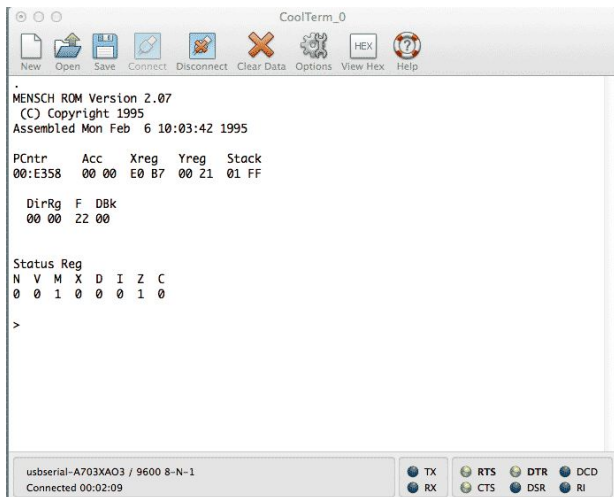 CoolTerm_0
New Open Save Connect Disconnect Clear Data Options View Hex Help
HEX
.
MENSCH ROM Version 2.07
(C) Copyright 1995
Assembled Mon Feb  6 10:03:42 1995
PCntr Acc Xreg Yreg Stack
00:E358 00 00 E0 B7 00 21 01 FF
DirRg F DBk
00 00 22 00
Status Reg
N V M X D I Z C
0 0 1 0 0 0 1 0
>
usbserial-A703XAO3 / 9600 8-N-1
Connected 00:02:09
TX RTS DTR DCD
RX CTS DSR RI